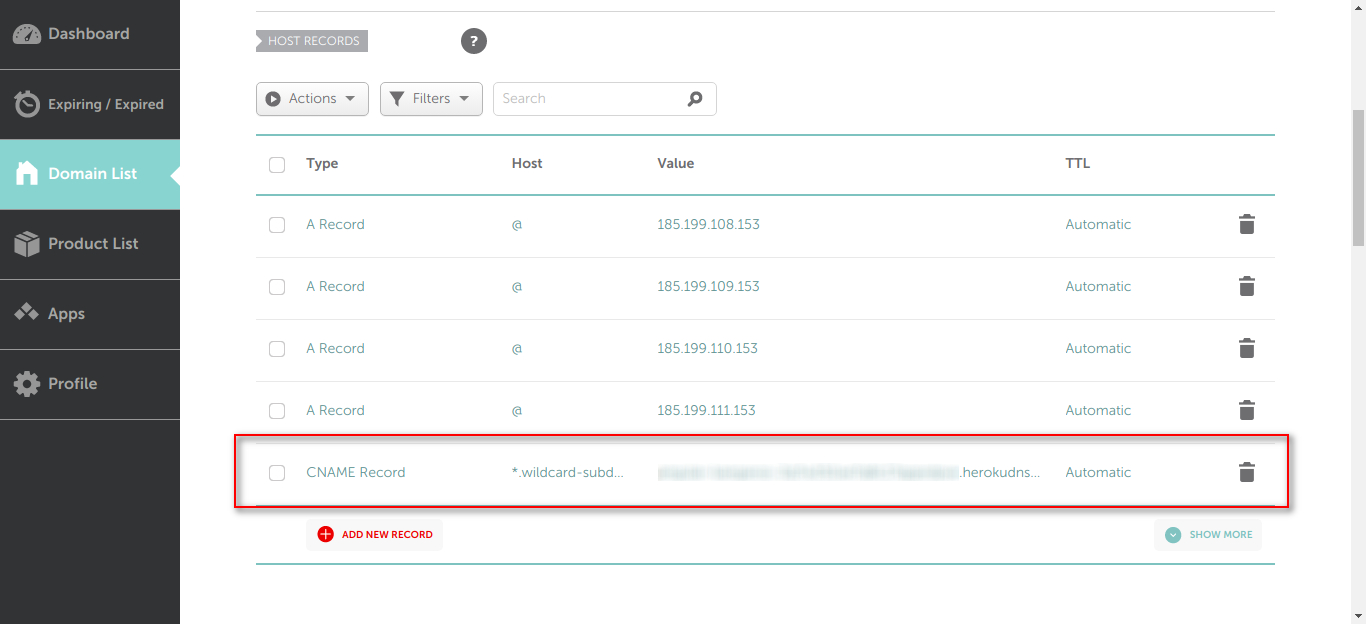 Dashboard
Expiring / Expired
Domain List
Product List
Apps
Profile
HOST RECORDS
?
Actions
Filters
Search
Type Host Value TTL
A Record @ 185.199.108.153 Automatic
A Record @ 185.199.109.153 Automatic
A Record @ 185.199.110.153 Automatic
A Record @ 185.199.111.153 Automatic
CNAME Record *.wildcard-subd... .herokudns... Automatic
ADD NEW RECORD
SHOW MORE